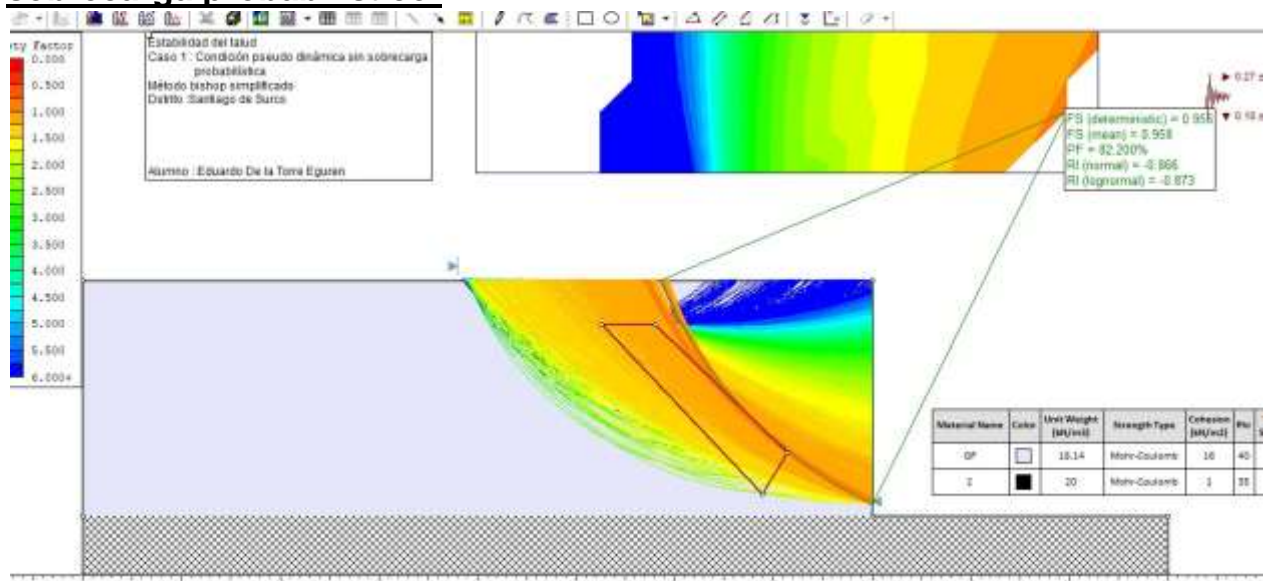 Safety Factor
0.000
0.500
1.000
1.500
2.000
2.500
3.000
3.500
4.000
4.500
5.000
5.500
6.000+
Estabilidad del talud
Caso 1 : Condición pseudo dinámica sin sobrecarga
probabilística
Método bishop simplificado
Distrito :Santiago de Surco
Alumno : Eduardo De la Torre Eguren
0.27
0.18
FS (deterministic) = 0.956
FS (mean) = 0.958
PF = 82.200%
RI (normal) = -0.866
RI (lognormal) = -0.873
Material Name Color Unit Weight (kN/m3) Strength Type Cohesion (kN/m2) Phi
GP 18.14 Mohr-Coulomb 16 40
2 20 Mohr-Coulomb 1 35